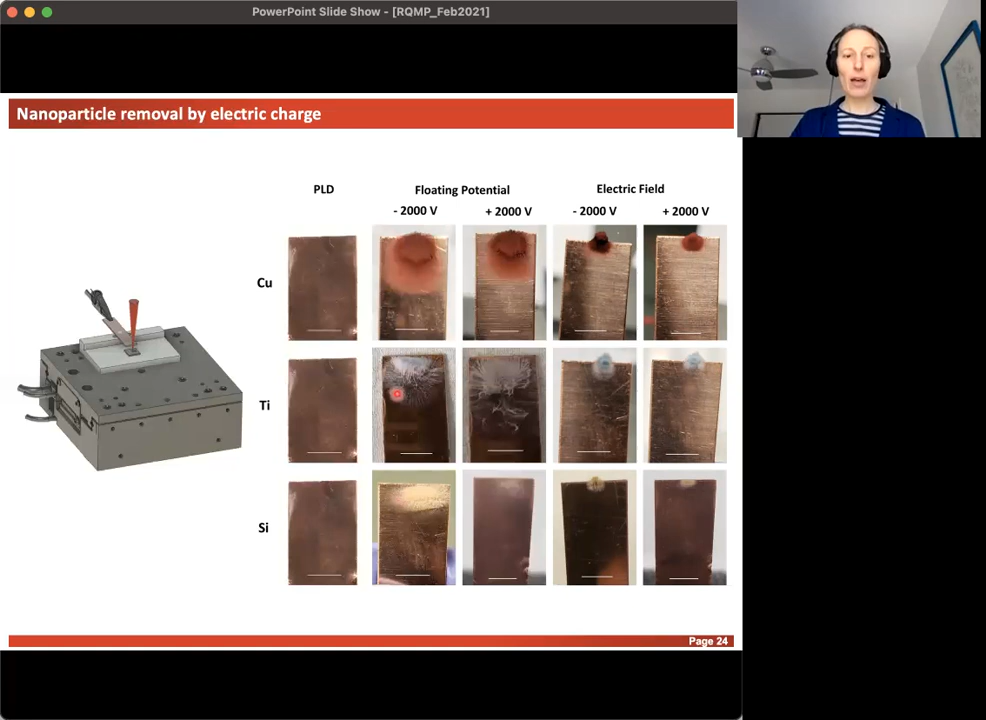 PowerPoint Slide Show - [RQMP_Feb2021]
Nanoparticle removal by electric charge
PLD
Floating Potential
Electric Field
- 2000 V
+ 2000 V
- 2000 V
+ 2000 V
Cu
Ti
Si
Page 24